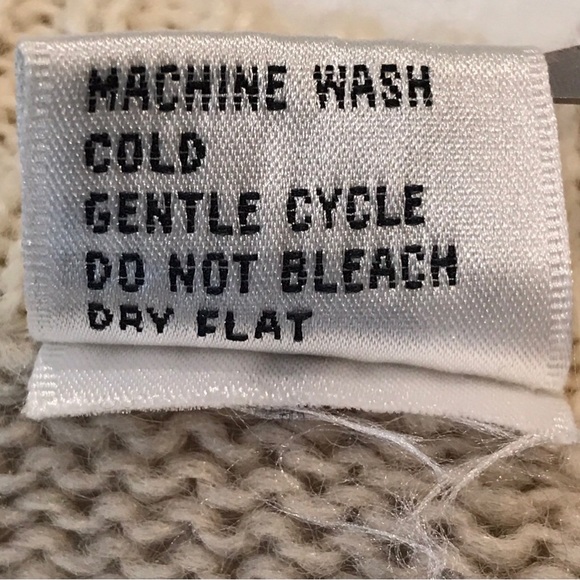 MACHINE WASH
COLD
GENTLE CYCLE
DO NOT BLEACH
DRY FLAT